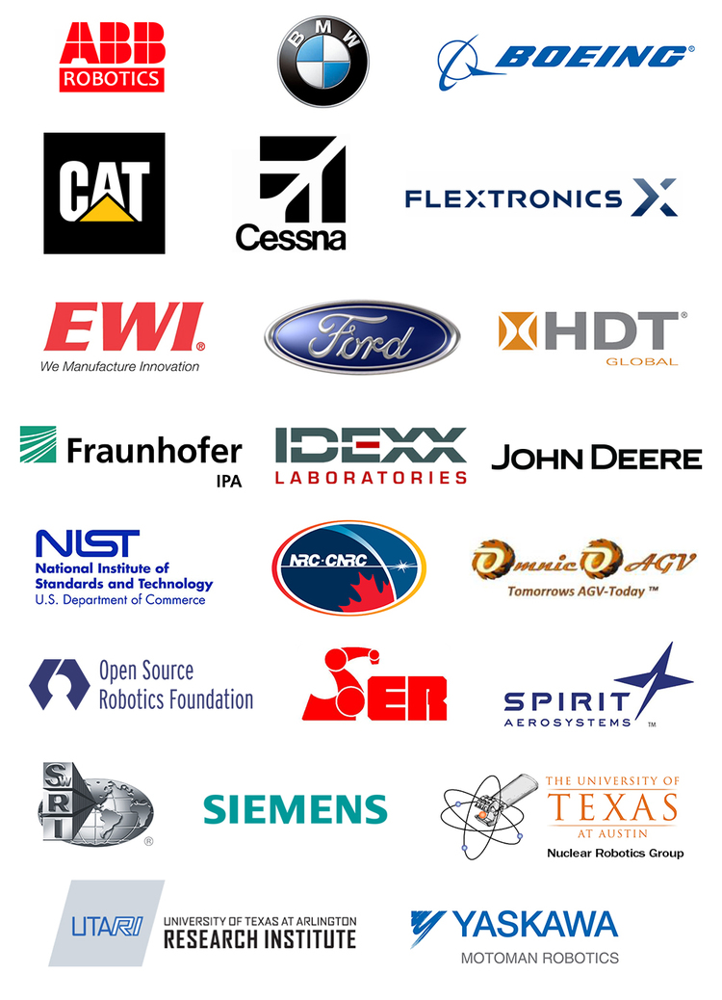 ABB
ROBOTICS
BMW
BOEING®
CAT
Cessna
FLEXTRONICS
EWI®
We Manufacture Innovation
Ford
HDT®
GLOBAL
Fraunhofer
IPA
IDEXX
LABORATORIES
JOHN DEERE
NIST
National Institute of
Standards and Technology
U.S. Department of Commerce
NRC·CNRC
Omnic AGV
Tomorrows AGV-Today ™
Open Source
Robotics Foundation
SER
SPIRIT
AEROSYSTEMS ™
SwRI
®
SIEMENS
THE UNIVERSITY OF
TEXAS
AT AUSTIN
Nuclear Robotics Group
UTARI
UNIVERSITY OF TEXAS AT ARLINGTON
RESEARCH INSTITUTE
YASKAWA
MOTOMAN ROBOTICS